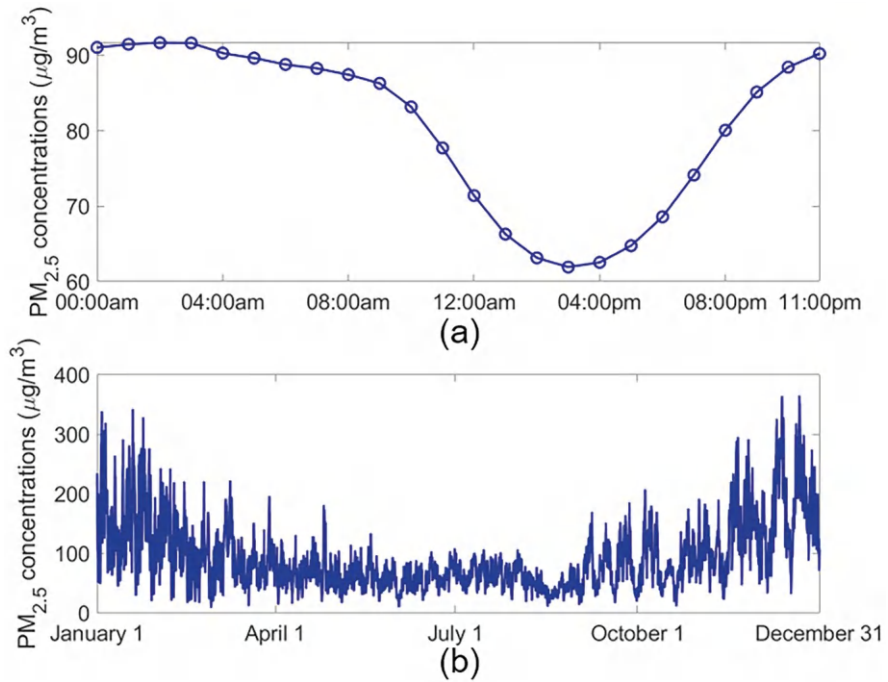 PM2.5 concentrations (μg/m3)
90
80
70
60
00:00am 04:00am 08:00am 12:00am 04:00pm 08:00pm 11:00pm
(a)
PM2.5 concentrations (μg/m3)
400
300
200
100
0
January 1 April 1 July 1 October 1 December 31
(b)